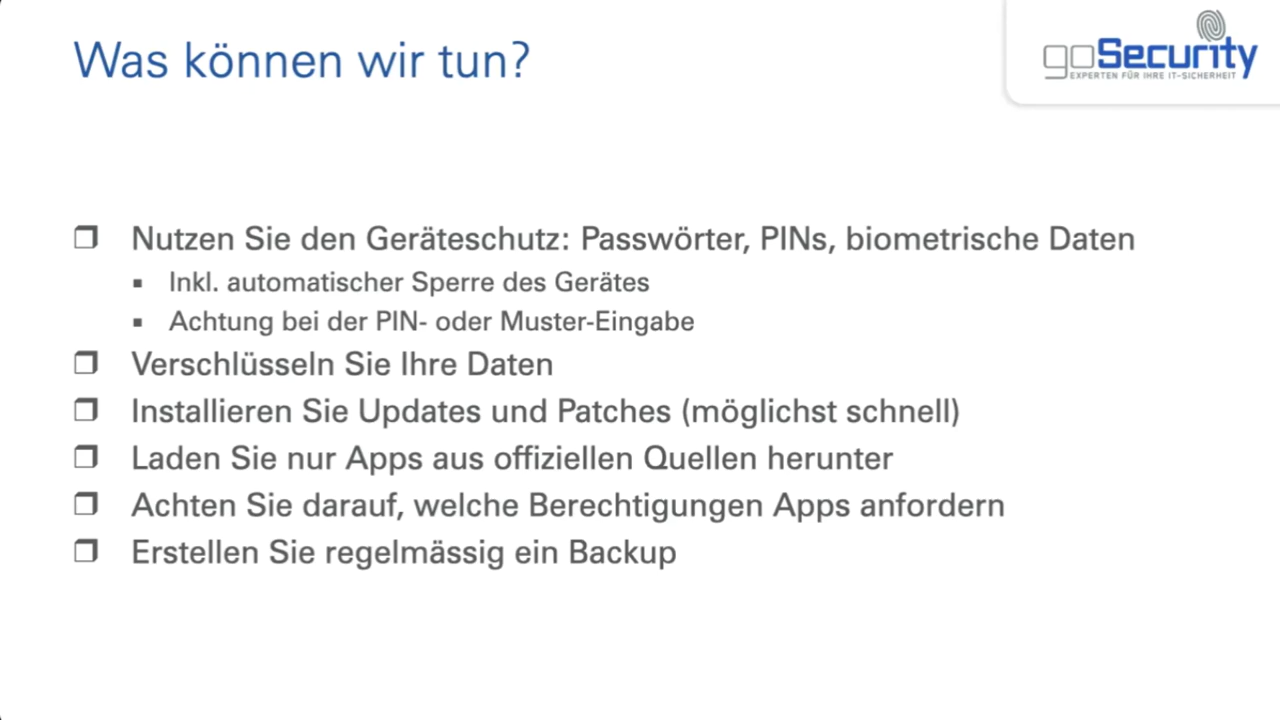 Was können wir tun?
goSecurity
EXPERTEN FÜR IHRE IT-SICHERHEIT
Nutzen Sie den Geräteschutz: Passwörter, PINs, biometrische Daten
Inkl. automatischer Sperre des Gerätes
Achtung bei der PIN- oder Muster-Eingabe
Verschlüsseln Sie Ihre Daten
Installieren Sie Updates und Patches (möglichst schnell)
Laden Sie nur Apps aus offiziellen Quellen herunter
Achten Sie darauf, welche Berechtigungen Apps anfordern
Erstellen Sie regelmässig ein Backup